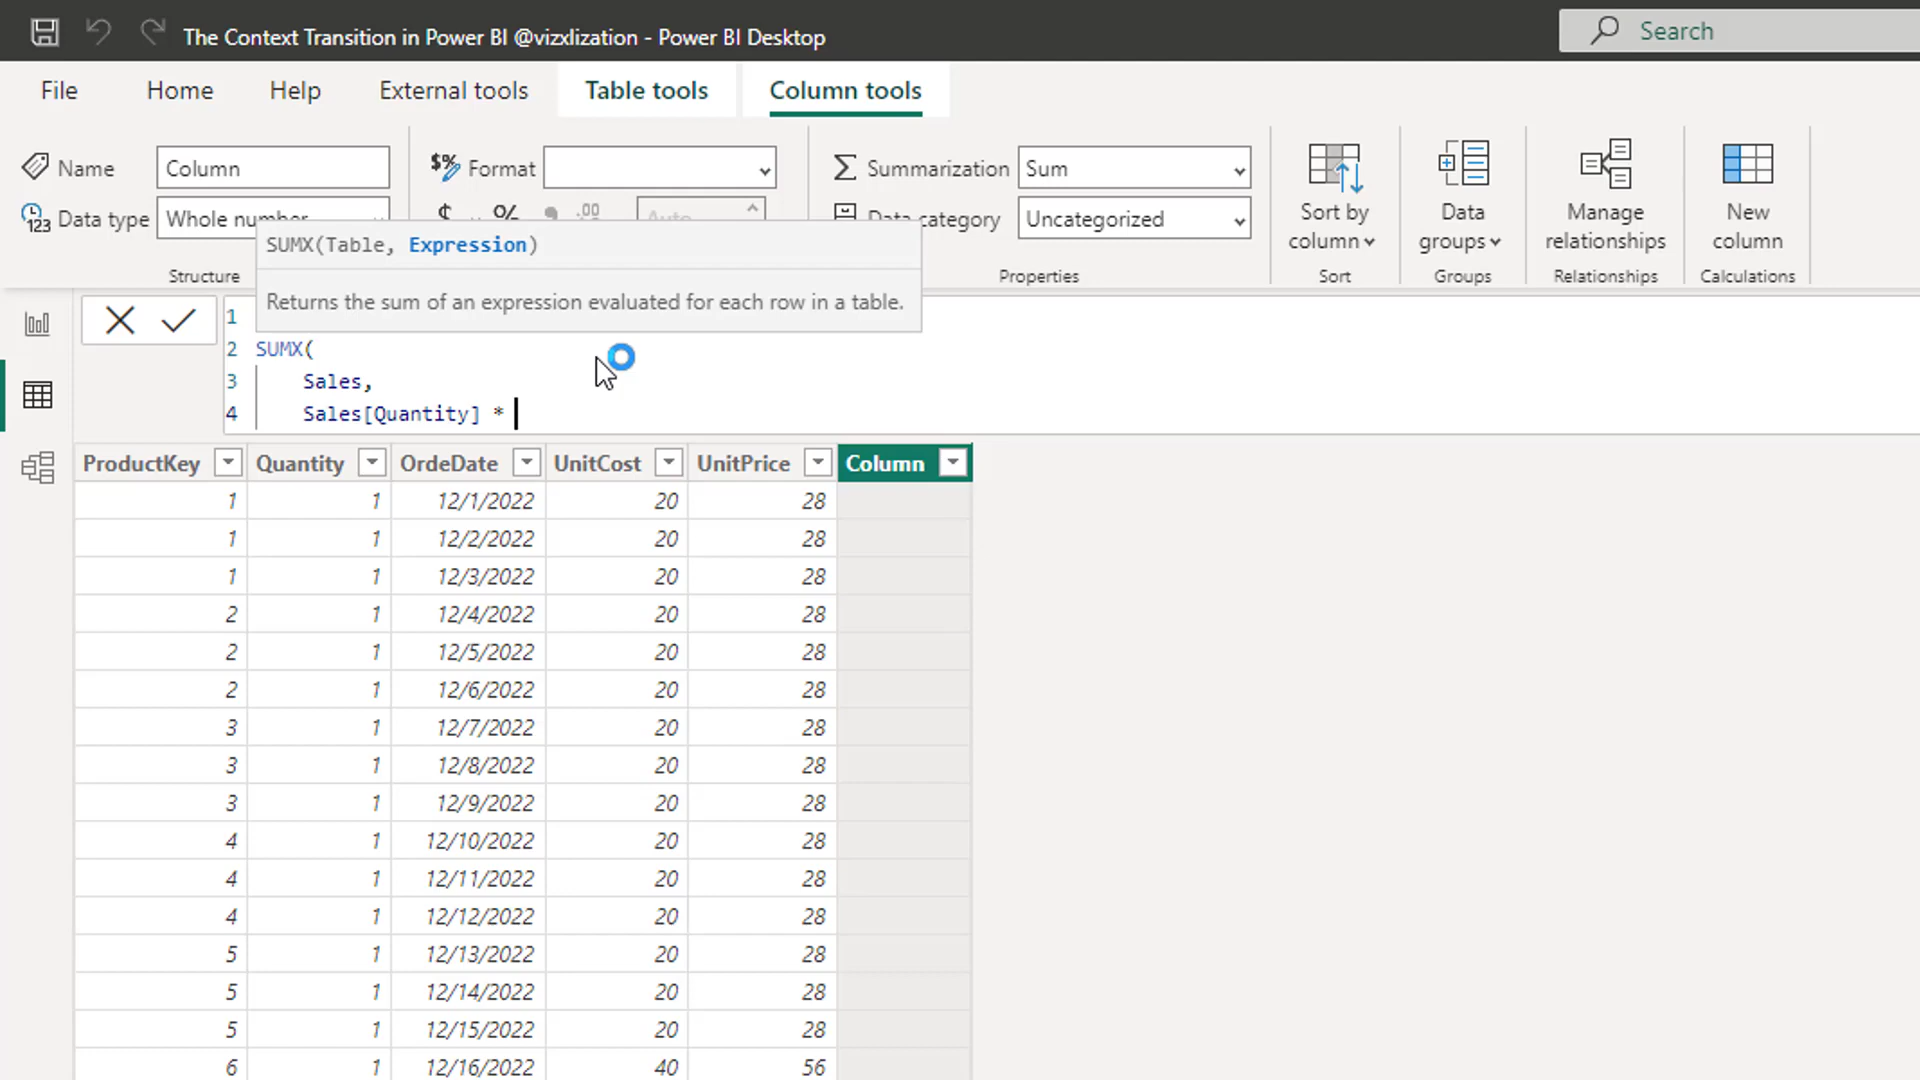 The Context Transition in Power BI @vizxlization - Power BI Desktop
Search
File Home Help External tools Table tools Column tools
Name Column
Data type Whole number
Structure
$% Format
$ % 9 .00 Auto
Σ Summarization Sum
Data category Uncategorized
Properties
Sort by
column
Sort
Data
groups
Groups
Manage
relationships
Relationships
New
column
Calculations
SUMX(Table, Expression)
Returns the sum of an expression evaluated for each row in a table.
1
2 SUMX(
3 Sales,
4 Sales[Quantity] *
ProductKey Quantity OrdeDate UnitCost UnitPrice Column
1 1 12/1/2022 20 28
1 1 12/2/2022 20 28
1 1 12/3/2022 20 28
2 1 12/4/2022 20 28
2 1 12/5/2022 20 28
2 1 12/6/2022 20 28
3 1 12/7/2022 20 28
3 1 12/8/2022 20 28
3 1 12/9/2022 20 28
4 1 12/10/2022 20 28
4 1 12/11/2022 20 28
4 1 12/12/2022 20 28
5 1 12/13/2022 20 28
5 1 12/14/2022 20 28
5 1 12/15/2022 20 28
6 1 12/16/2022 40 56